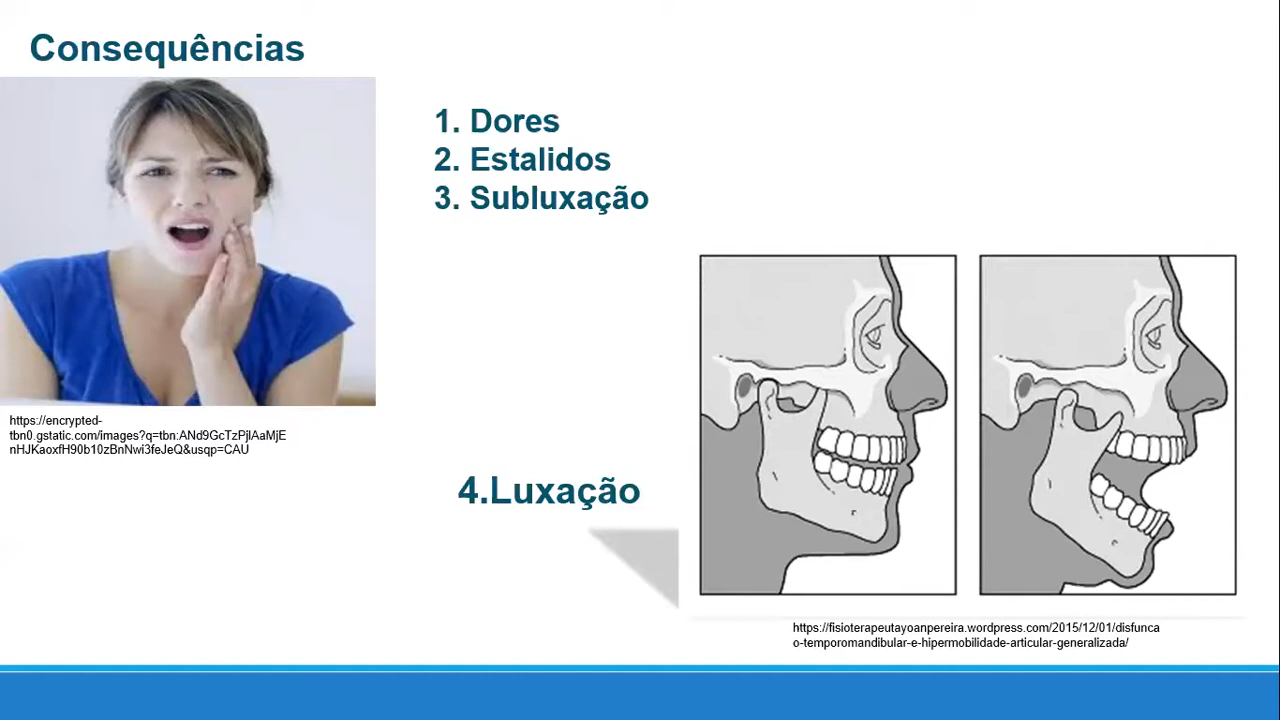 Consequências
1. Dores
2. Estalidos
3. Subluxação
https://encrypted-
tbn0.gstatic.com/images?q=tbn:ANd9GcTzPjlAaMjE
nHJKaoxfH90b10zBnNwi3feJeQ&usqp=CAU
4.Luxação
https://fisioterapeutayoanpereira.wordpress.com/2015/12/01/disfunca
o-temporomandibular-e-hipermobilidade-articular-generalizada/